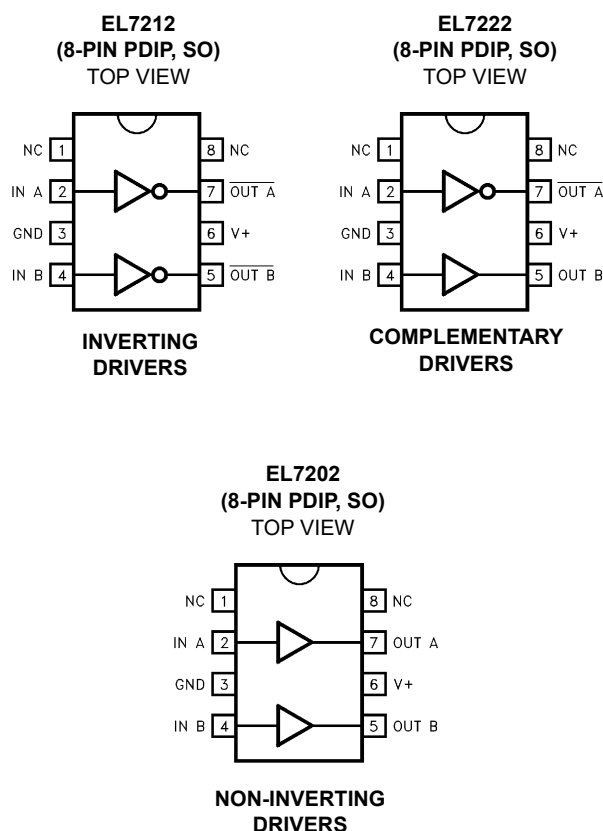 EL7212
(8-PIN PDIP, SO)
TOP VIEW
NC 1 8 NC
IN A 2 7 OUT A
GND 3 6 V+
IN B 4 5 OUT B
INVERTING
DRIVERS
EL7222
(8-PIN PDIP, SO)
TOP VIEW
NC 1 8 NC
IN A 2 7 OUT A
GND 3 6 V+
IN B 4 5 OUT B
COMPLEMENTARY
DRIVERS
EL7202
(8-PIN PDIP, SO)
TOP VIEW
NC 1 8 NC
IN A 2 7 OUT A
GND 3 6 V+
IN B 4 5 OUT B
NON-INVERTING
DRIVERS